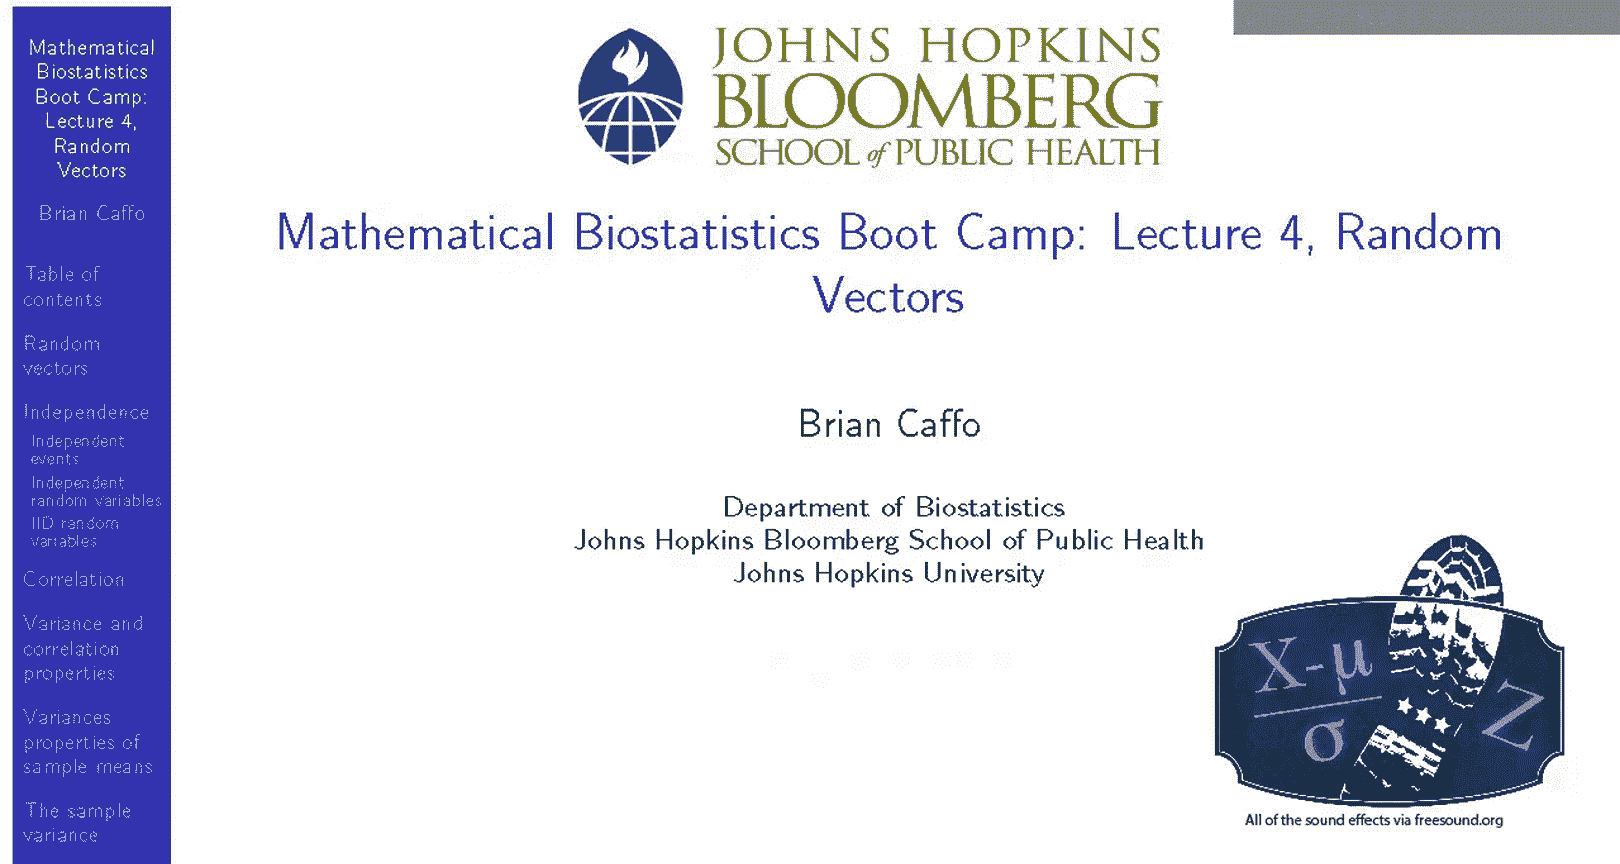 Mathematical
Biostatistics
Boot Camp:
Lecture 4,
Random
Vectors
Brian Caffo
Table of
contents
Random
vectors
Independence
Independent
events
Independent
random variables
IID random
variables
Correlation
Variance and
correlation
properties
Variances
properties of
sample means
The sample
variance
JOHNS HOPKINS
BLOOMBERG
SCHOOL of PUBLIC HEALTH
Mathematical Biostatistics Boot Camp: Lecture 4, Random
Vectors
Brian Caffo
Department of Biostatistics
Johns Hopkins Bloomberg School of Public Health
Johns Hopkins University
X-μ
σ
Z
All of the sound effects via freesound.org